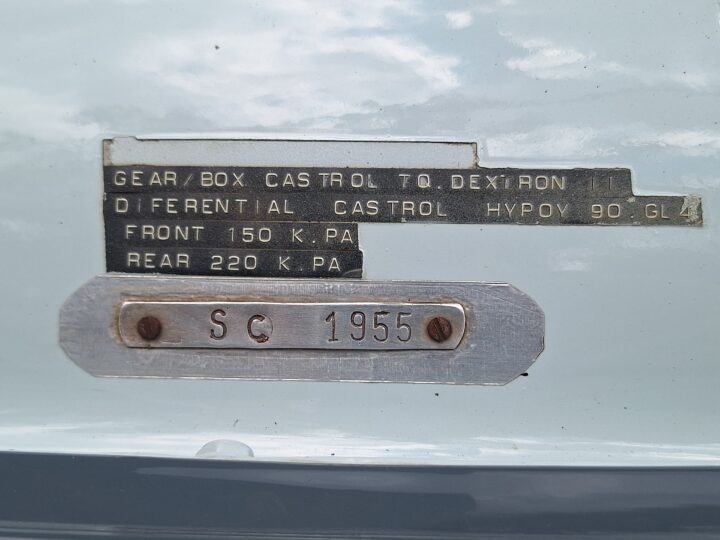 GEAR/BOX CASTROL TQ.DEXTRON II
DIFERENTIAL CASTROL HYPOY 90.GL4
FRONT 150 K.PA
REAR 220 K.PA
SC 1955